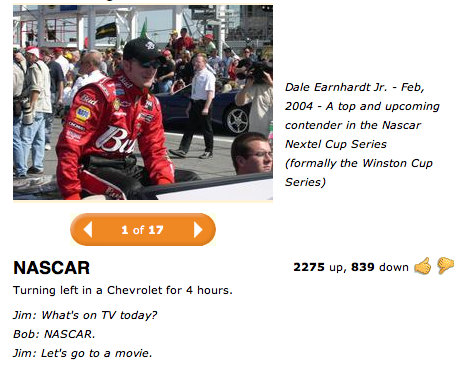 Bud
Dale Earnhardt Jr. - Feb,
2004 - A top and upcoming
contender in the Nascar
Nextel Cup Series
(formally the Winston Cup
Series)
1 of 17
NASCAR
2275 up, 839 down
Turning left in a Chevrolet for 4 hours.
Jim: What's on TV today?
Bob: NASCAR.
Jim: Let's go to a movie.